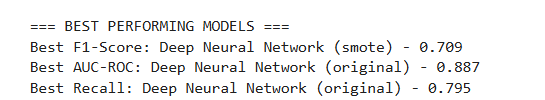 === BEST PERFORMING MODELS ===
Best F1-Score: Deep Neural Network (smote) - 0.709
Best AUC-ROC: Deep Neural Network (original) - 0.887
Best Recall: Deep Neural Network (original) - 0.795